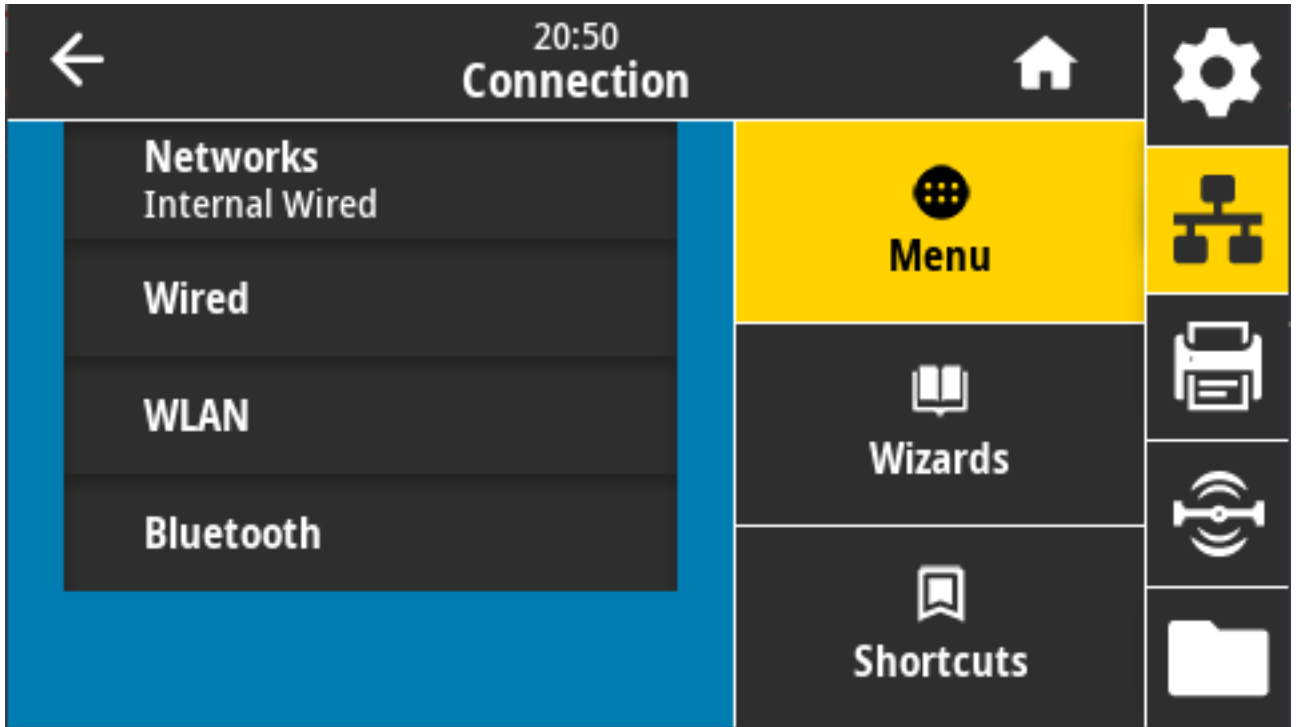 20:50
Connection
Networks
Internal Wired
Wired
WLAN
Bluetooth
Menu
Wizards
Shortcuts